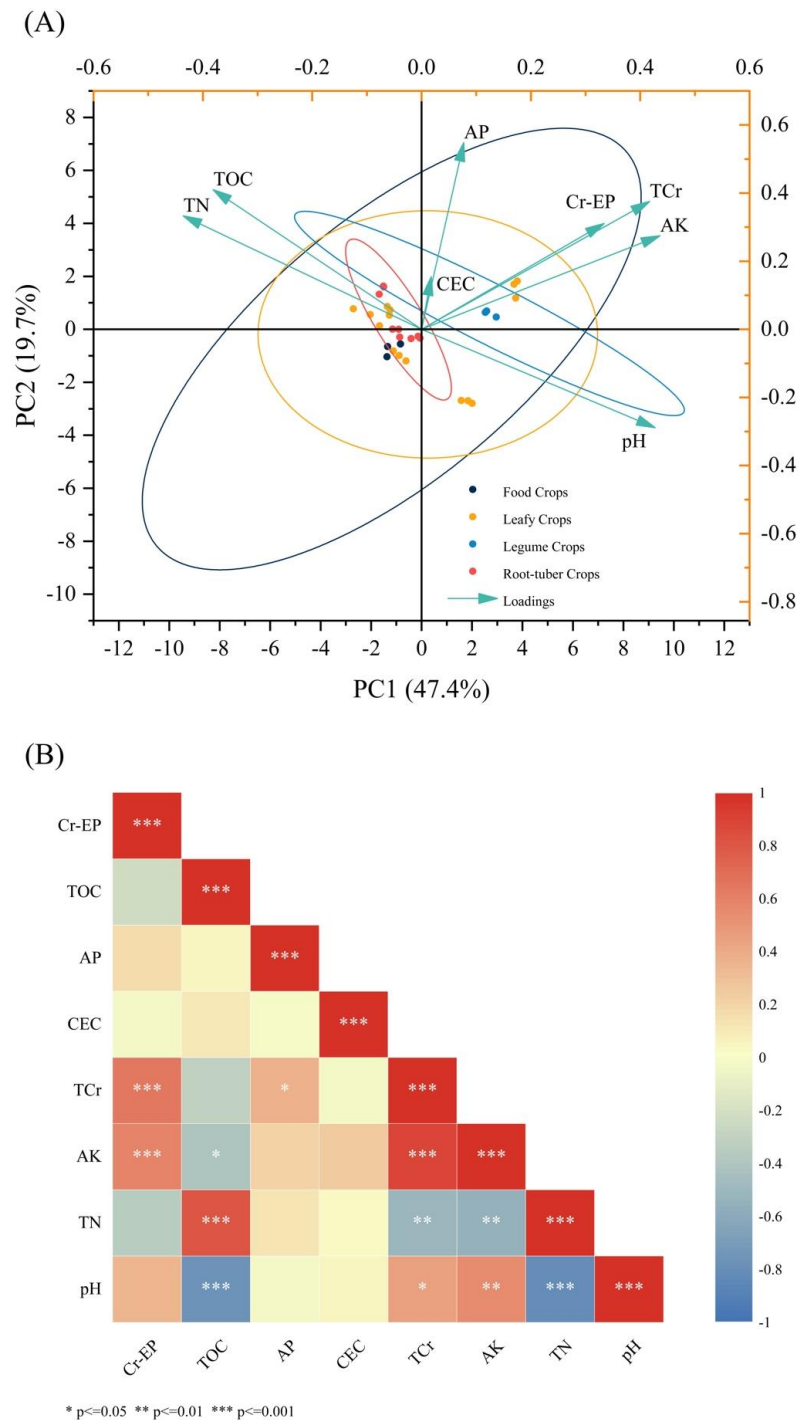 (A)
-0.6 -0.4 -0.2 0.0 0.2 0.4 0.6
8 6 4 2 0 -2 -4 -6 -8 -10
0.6 0.4 0.2 0.0 -0.2 -0.4 -0.6 -0.8
PC2 (19.7%)
AP
TOC
TN
Cr-EP
TCr
AK
CEC
pH
Food Crops
Leafy Crops
Legume Crops
Root-tuber Crops
Loadings
-12 -10 -8 -6 -4 -2 0 2 4 6 8 10 12
PC1 (47.4%)
(B)
Cr-EP ***
TOC ***
AP ***
CEC ***
TCr *** * ***
AK *** * *** ***
TN *** ** ** ***
pH *** * ** *** ***
Cr-EP TOC AP CEC TCr AK TN pH
1
0.8
0.6
0.4
0.2
0
-0.2
-0.4
-0.6
-0.8
-1
* p<=0.05 ** p<=0.01 *** p<=0.001